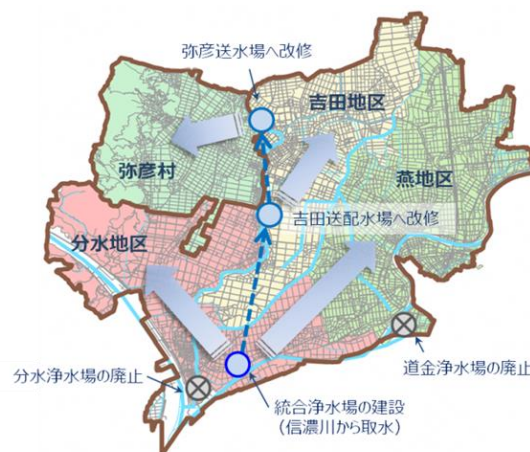 弥彦送水場へ改修
吉田地区
弥彦村
燕地区
吉田送配水場へ改修
分水地区
道金浄水場の廃止
分水浄水場の廃止
統合浄水場の建設
(信濃川から取水)